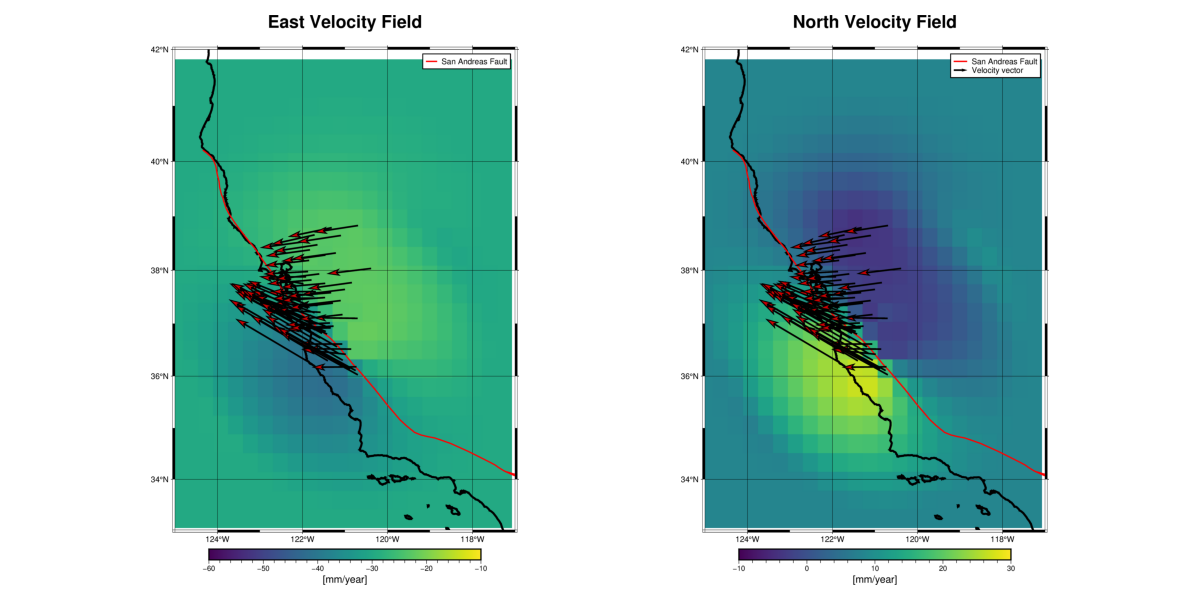 East Velocity Field
North Velocity Field
42°N
San Andreas Fault
40°N
38°N
36°N
34°N
124°W 122°W 120°W 118°W
−60 −50 −40 −30 −20 −10
[mm/year]
42°N
San Andreas Fault
Velocity vector
40°N
38°N
36°N
34°N
124°W 122°W 120°W 118°W
−10 0 10 20 30
[mm/year]